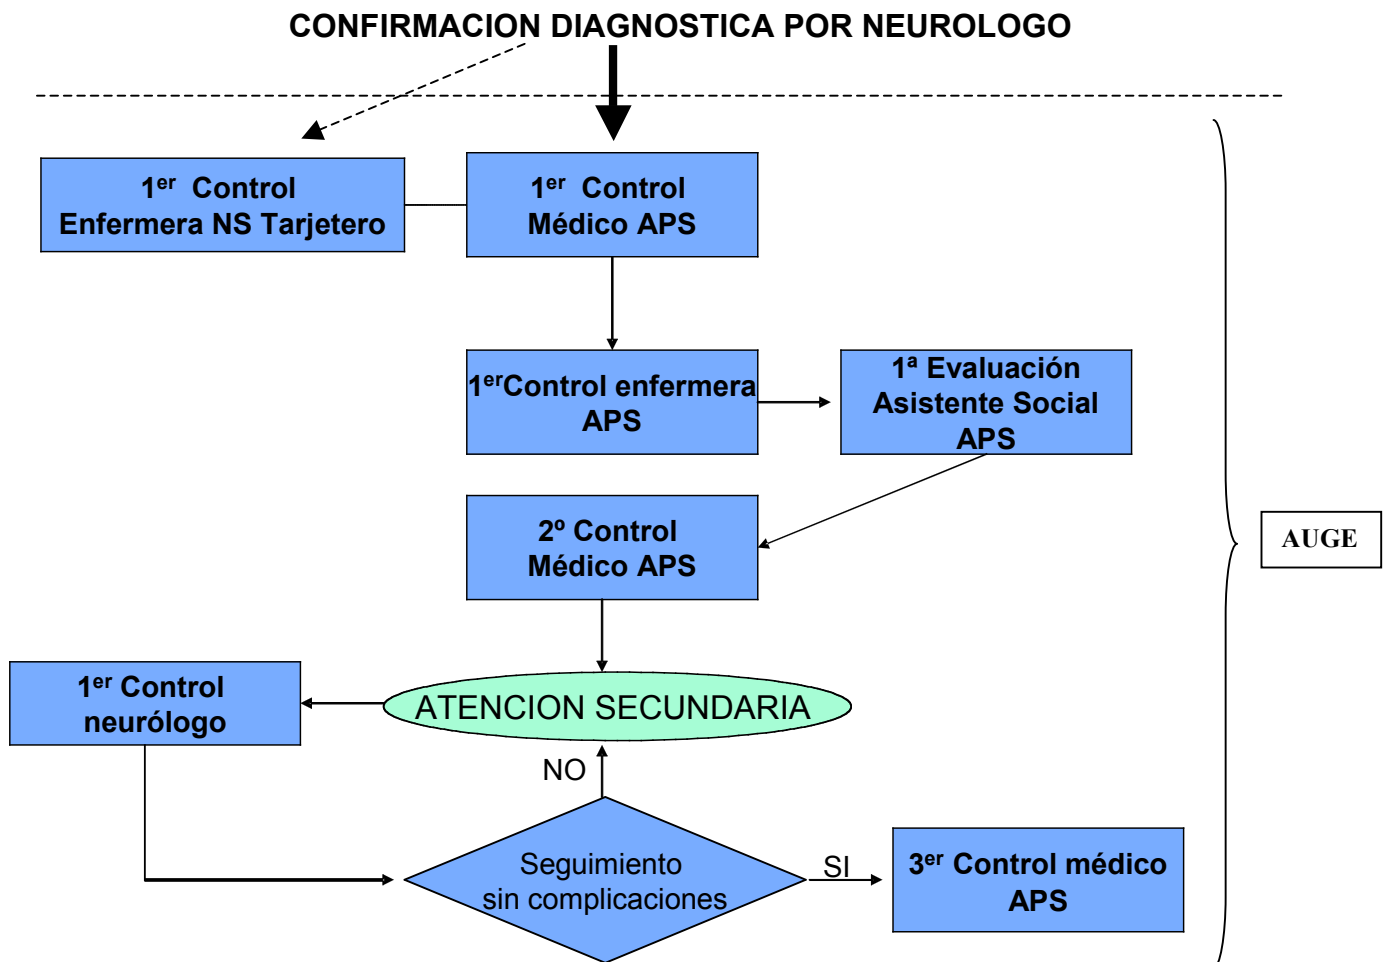 CONFIRMACION DIAGNOSTICA POR NEUROLOGO
1er Control
Enfermera NS Tarjetero
1er Control
Médico APS
1erControl enfermera
APS
1ª Evaluación
Asistente Social
APS
2º Control
Médico APS
AUGE
1er Control
neurólogo
ATENCION SECUNDARIA
NO
Seguimiento
sin complicaciones
SI
3er Control médico
APS